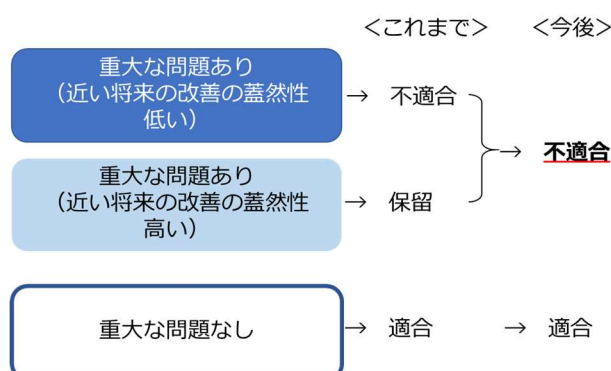 <これまで> <今後>
重大な問題あり
(近い将来の改善の蓋然性
低い)
→ 不適合
→ 不適合
重大な問題あり
(近い将来の改善の蓋然性
高い)
→ 保留
重大な問題なし → 適合 → 適合